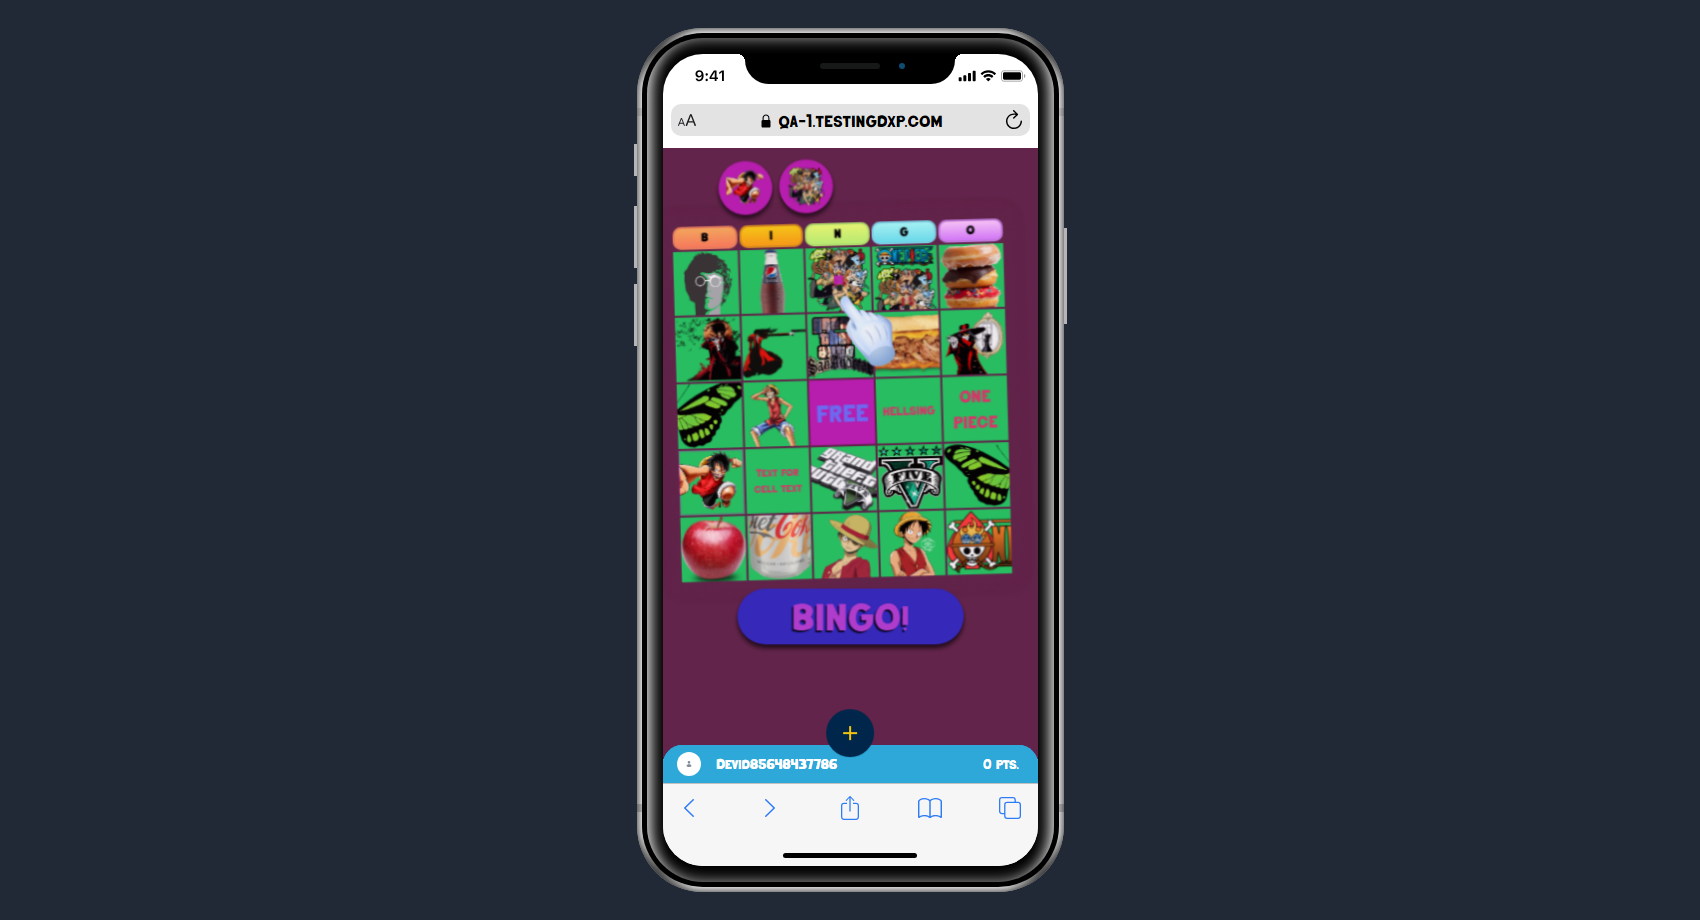 9:41
AA
QA-1.TESTINGDXP.COM
B I N G O
FREE
HELLSING
ONE
PIECE
grand
theft
auto
FIVE
V
FIVE
TEXT FOR
CELL TEXT
BINGO!
+
DEVID85648437786
0 PTS.